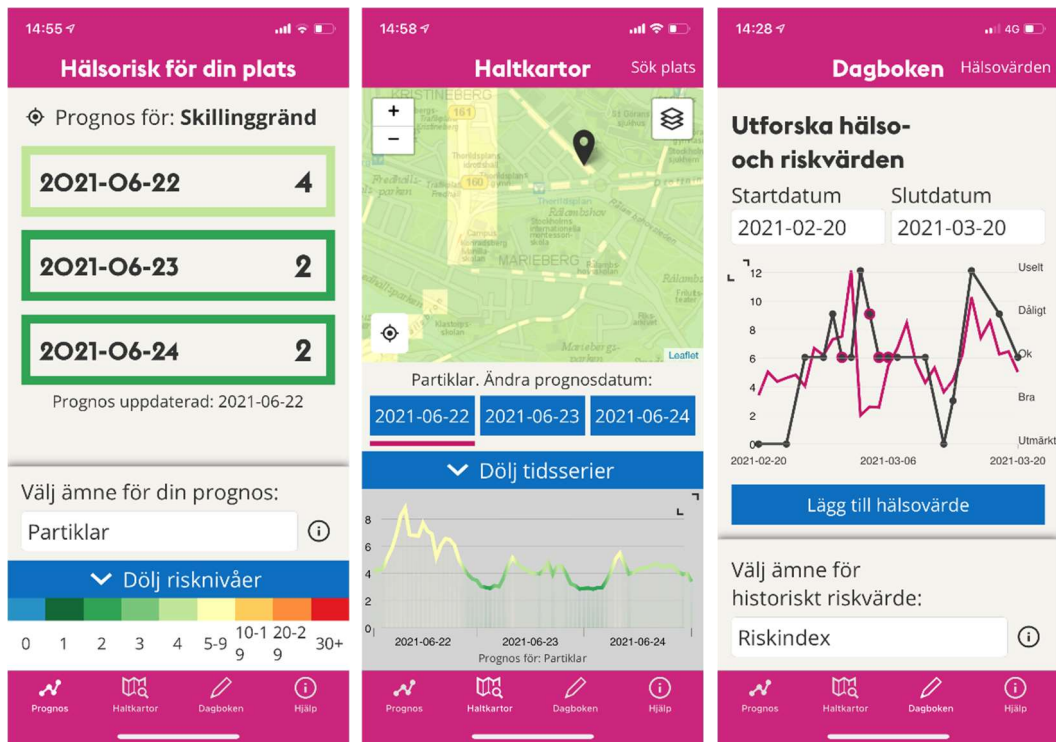 14:55
Hälsorisk för din plats
Prognos för: Skillinggränd
2021-06-22 4
2021-06-23 2
2021-06-24 2
Prognos uppdaterad: 2021-06-22
Välj ämne för din prognos:
Partiklar
Dölj risknivåer
0 1 2 3 4 5-9 10-19 20-29 30+
Prognos Haltkartor Dagboken Hjälp
14:58
Haltkartor Sök plats
+
−
KRISTINEBERG
161
160
Thorildsplan
Rålambshov
MARIEBERG
Leaflet
Partiklar. Ändra prognosdatum:
2021-06-22 2021-06-23 2021-06-24
Dölj tidsserier
8
6
4
2
0
2021-06-22 2021-06-23 2021-06-24
Prognos för: Partiklar
Prognos Haltkartor Dagboken Hjälp
14:28 4G
Dagboken Hälsovärden
Utforska hälso-
och riskvärden
Startdatum Slutdatum
2021-02-20 2021-03-20
12 Uselt
10 Dåligt
8
6 Ok
4 Bra
2
0 Utmärkt
2021-02-20 2021-03-06 2021-03-20
Lägg till hälsovärde
Välj ämne för
historiskt riskvärde:
Riskindex
Prognos Haltkartor Dagboken Hjälp